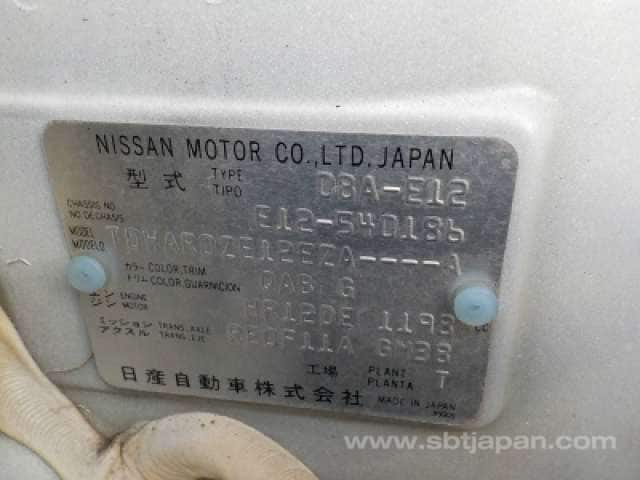 NISSAN MOTOR CO.,LTD. JAPAN
型式 TYPE TIPO DBA-E12
CHASSIS NO. NO.DECHASIS E12-540186
MODEL MODELO TDHARDZE12EZA----A
カラー COLOR,TRIM トリム COLOR,GUARNICION QAB G
エンジン ENGINE MOTOR HR12DE 1198 CC
ミッション TRANS. AXLE アクスル TRANS. EJE RE0F11A GM38
工場 PLANT PLANTA T
日産自動車株式会社 MADE IN JAPAN
www.sbtjapan.com